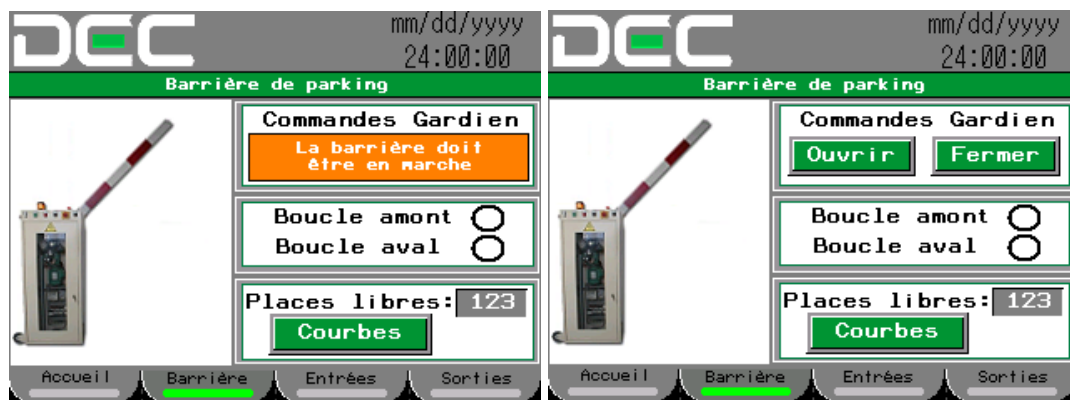 DEC
mm/dd/yyyy
24:00:00
Barrière de parking
Commandes Gardien
La barrière doit
être en marche
Boucle amont
Boucle aval
Places libres: 123
Courbes
Accueil Barrière Entrées Sorties
DEC
mm/dd/yyyy
24:00:00
Barrière de parking
Commandes Gardien
Ouvrir Fermer
Boucle amont
Boucle aval
Places libres: 123
Courbes
Accueil Barrière Entrées Sorties